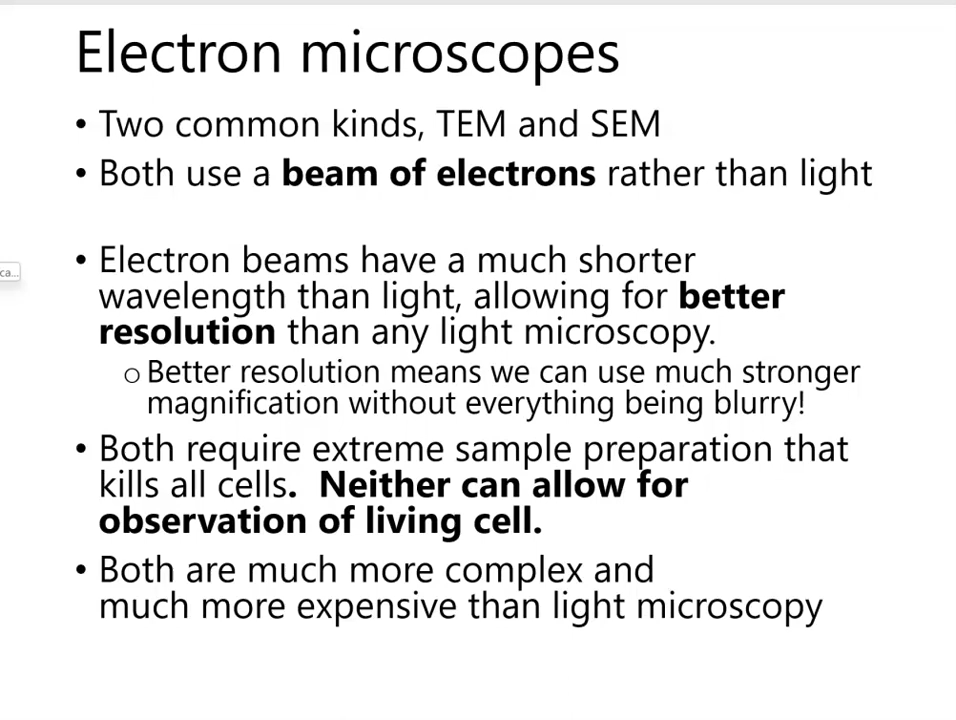 Electron microscopes
• Two common kinds, TEM and SEM
• Both use a beam of electrons rather than light
ca...
• Electron beams have a much shorter
wavelength than light, allowing for better
resolution than any light microscopy.
o Better resolution means we can use much stronger
magnification without everything being blurry!
• Both require extreme sample preparation that
kills all cells. Neither can allow for
observation of living cell.
• Both are much more complex and
much more expensive than light microscopy